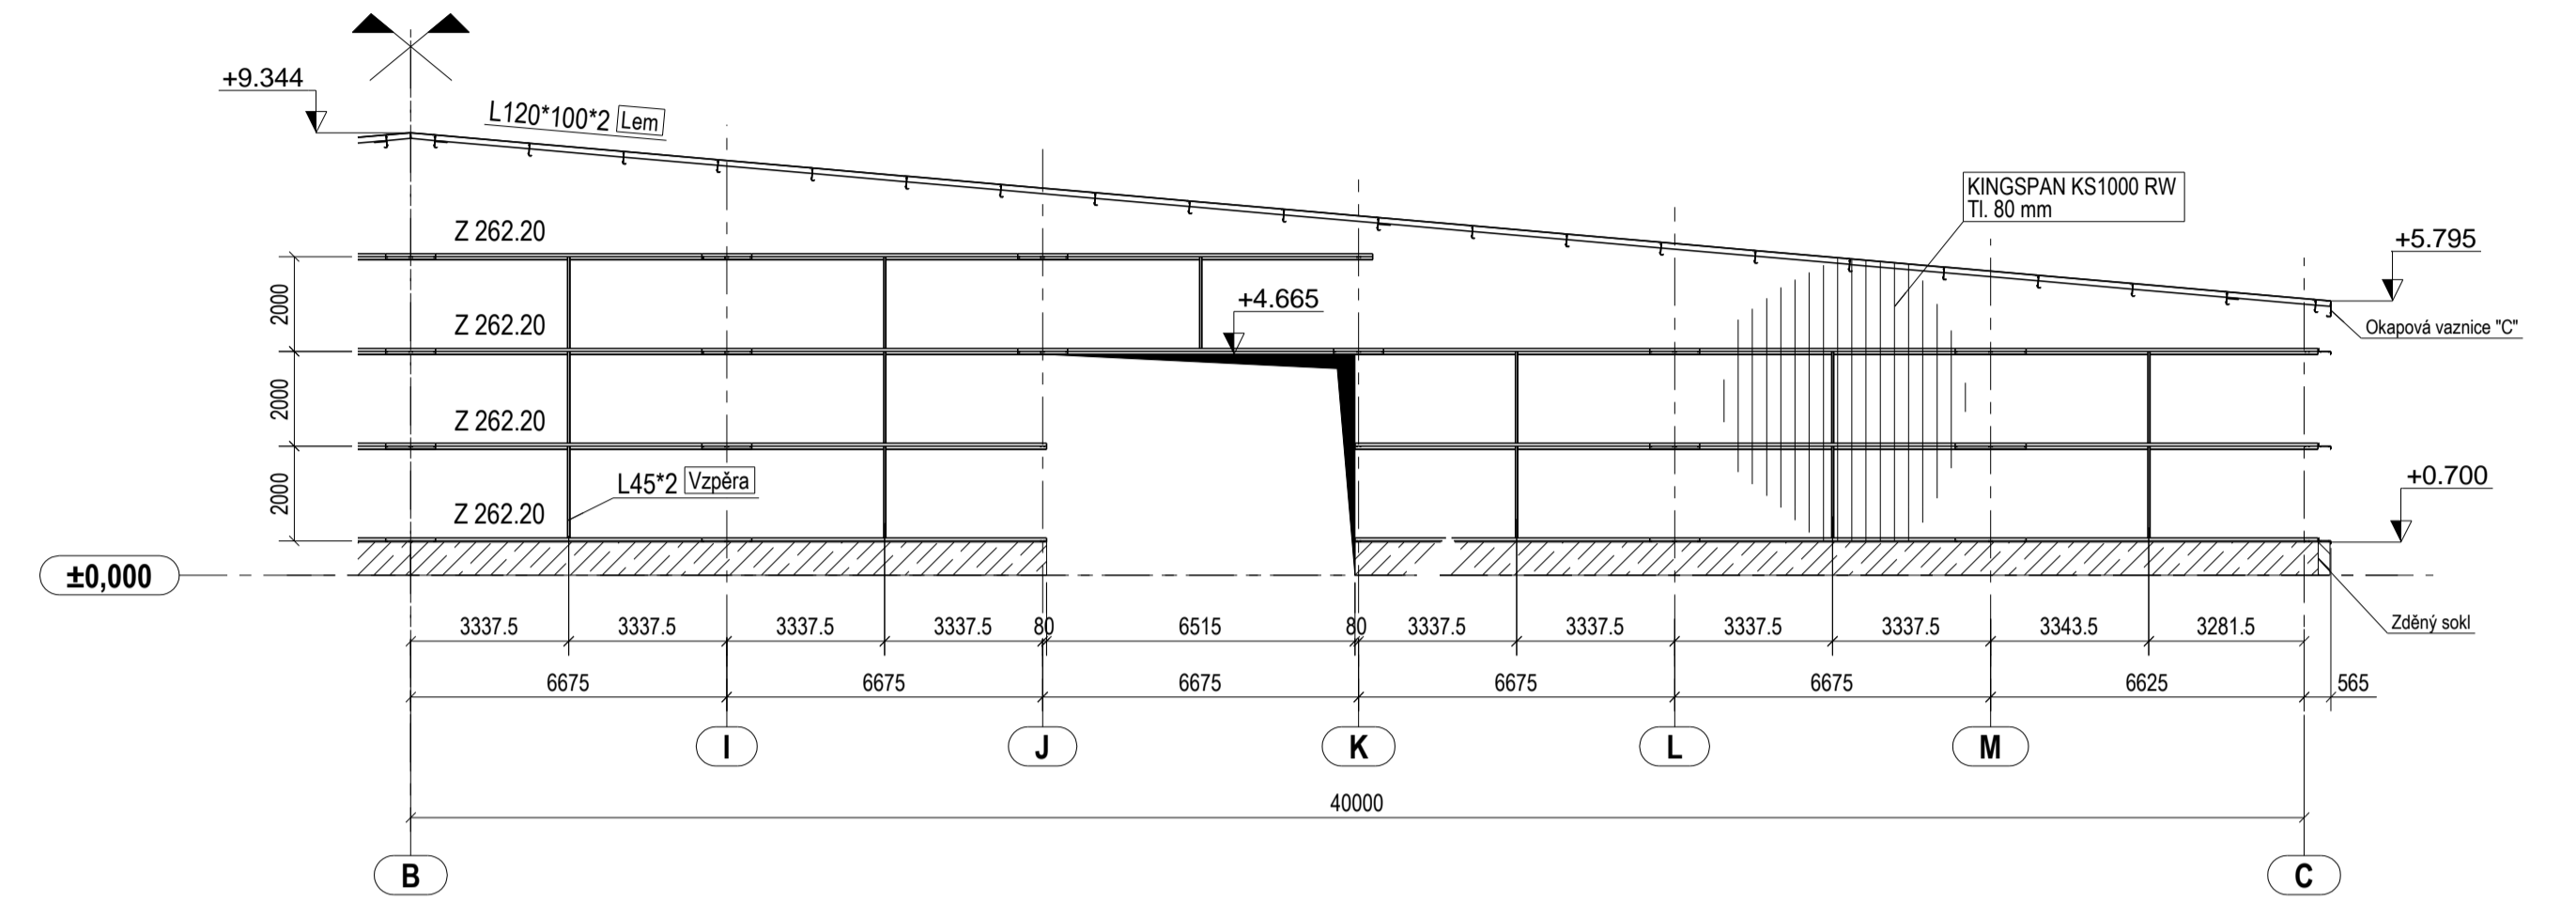 +9.344
L120*100*2 Lem
KINGSPAN KS1000 RW
Tl. 80 mm
Z 262.20
+5.795
2000
+4.665
Z 262.20
Okapová vaznice "C"
2000
Z 262.20
L45*2 Vzpěra
+0.700
2000
Z 262.20
±0,000
3337.5 3337.5 3337.5 3337.5 80 6515 80 3337.5 3337.5 3337.5 3337.5 3343.5 3281.5
Zděný sokl
6675 6675 6675 6675 6675 6625 565
I J K L M
40000
B C